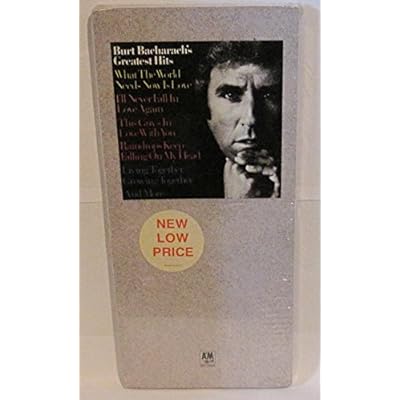 Burt Bacharach's
Greatest Hits
What The World
Needs Now Is Love
I'll Never Fall In
Love Again
This Guy's In
Love With You
Raindrops Keep
Falling On My Head
Living Together
Growing Together
And More
NEW
LOW
PRICE
A&M